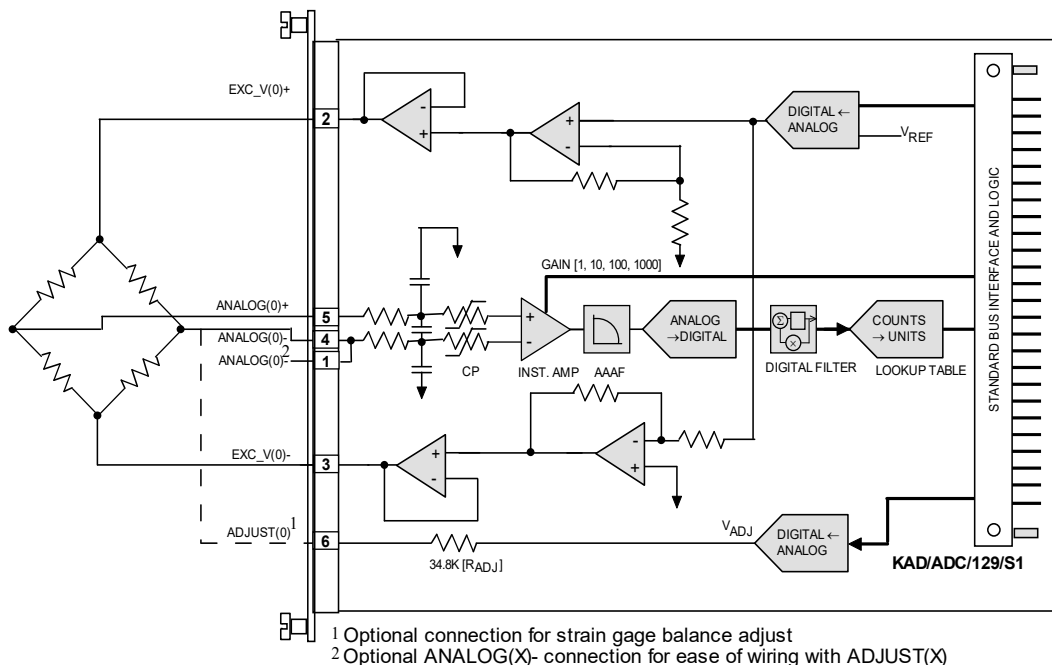 EXC_V(0)+
2
DIGITAL ←
ANALOG
VREF
STANDARD BUS INTERFACE AND LOGIC
GAIN [1, 10, 100, 1000]
ANALOG(0)+
5
ANALOG(0)-
4
ANALOG(0)-2
1
CP
+
-
INST. AMP
AAAF
ANALOG
→DIGITAL
Σ
×
DIGITAL FILTER
COUNTS
→ UNITS
LOOKUP TABLE
EXC_V(0)-
3
ADJUST(0)1
6
34.8K [RADJ]
VADJ
DIGITAL ←
ANALOG
KAD/ADC/129/S1
1 Optional connection for strain gage balance adjust
2 Optional ANALOG(X)- connection for ease of wiring with ADJUST(X)